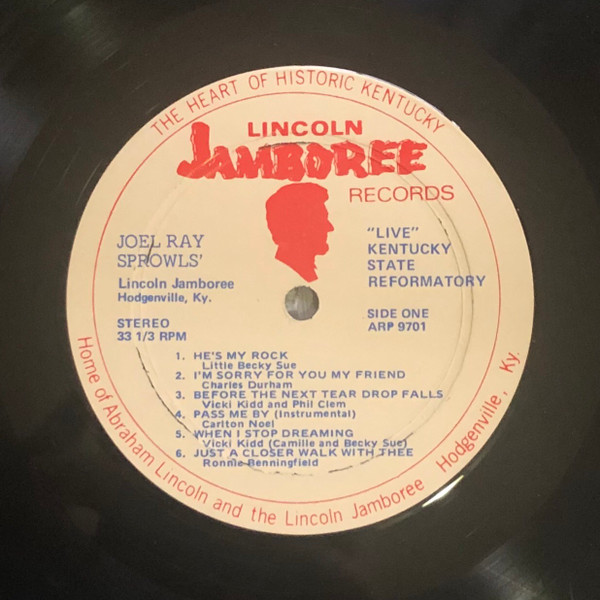 THE HEART OF HISTORIC KENTUCKY
LINCOLN
JAMBOREE
RECORDS
JOEL RAY
SPROWLS'
Lincoln Jamboree
Hodgenville, Ky.
STEREO
33 1/3 RPM
"LIVE"
KENTUCKY
STATE
REFORMATORY
SIDE ONE
ARP 9701
1. HE'S MY ROCK
Little Becky Sue
2. I'M SORRY FOR YOU MY FRIEND
Charles Durham
3. BEFORE THE NEXT TEAR DROP FALLS
Vicki Kidd and Phil Clem
4. PASS ME BY (Instrumental)
Carlton Noel
5. WHEN I STOP DREAMING
Vicki Kidd (Camille and Becky Sue)
6. JUST A CLOSER WALK WITH THEE
Ronnie Benningfield
Home of Abraham Lincoln and the Lincoln Jamboree Hodgenville, Ky.